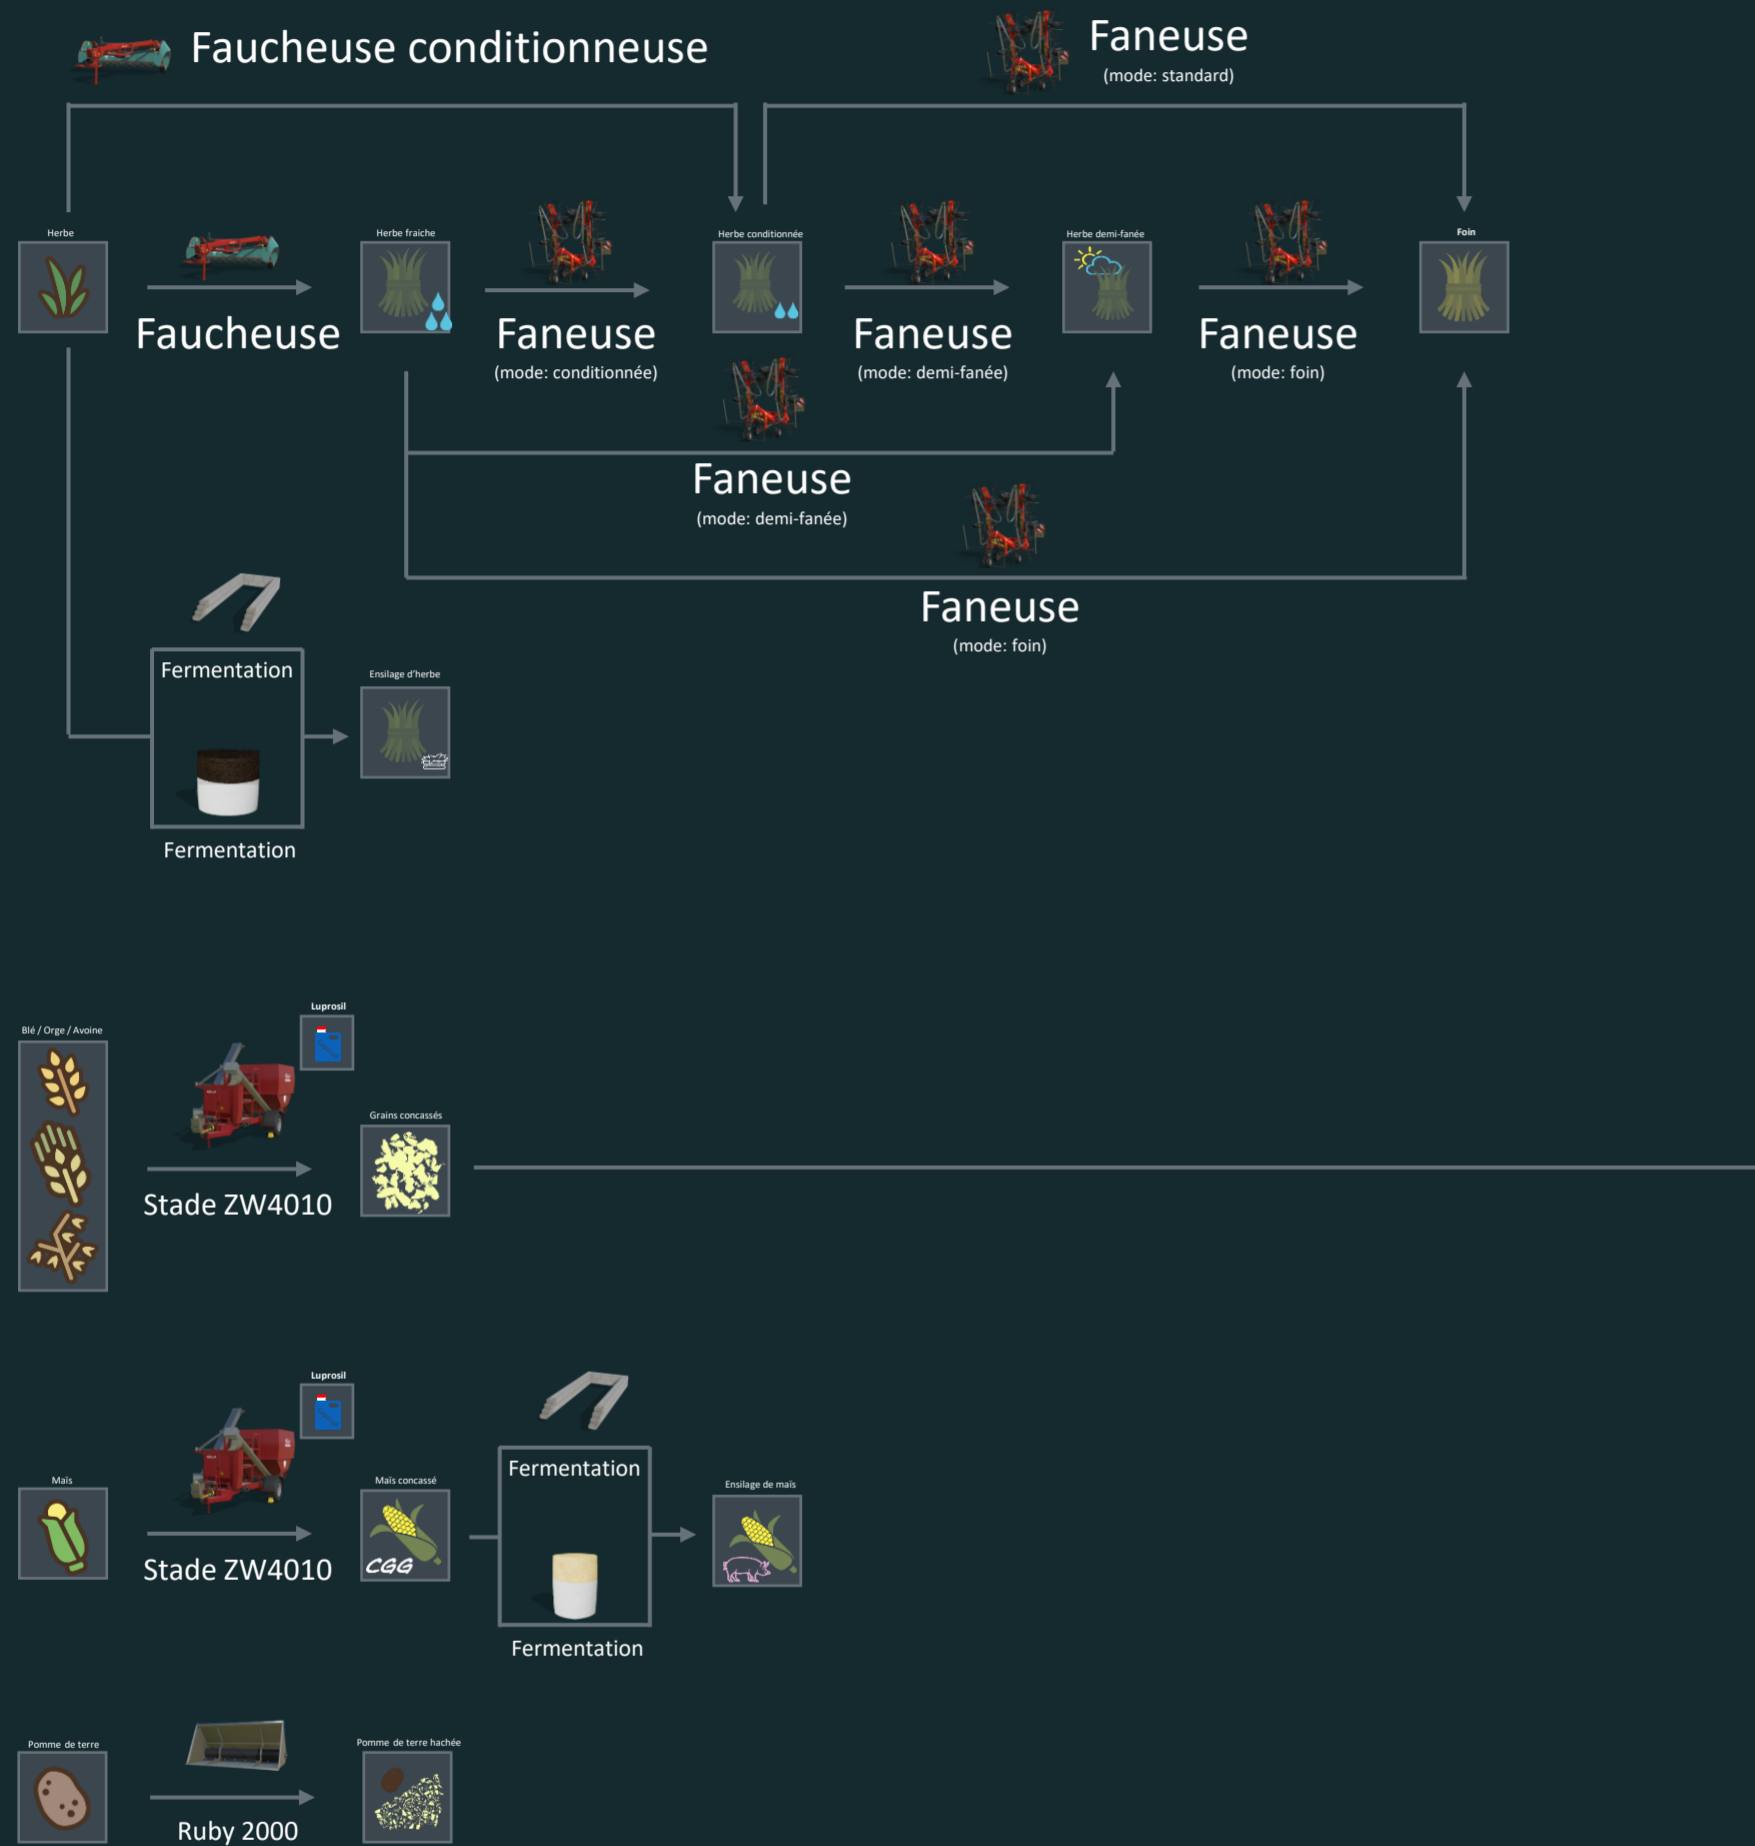 Faucheuse conditionneuse
Faneuse
(mode: standard)
Herbe
Herbe fraiche
Herbe conditionnée
Herbe demi-fanée
Foin
Faucheuse
Faneuse
(mode: conditionnée)
Faneuse
(mode: demi-fanée)
Faneuse
(mode: foin)
Faneuse
(mode: demi-fanée)
Faneuse
(mode: foin)
Fermentation
Ensilage d'herbe
Fermentation
Luprosil
Blé / Orge / Avoine
Grains concassés
Stade ZW4010
Luprosil
Maïs
Maïs concassé
CGG
Stade ZW4010
Fermentation
Ensilage de maïs
Fermentation
Pomme de terre
Pomme de terre hachée
Ruby 2000